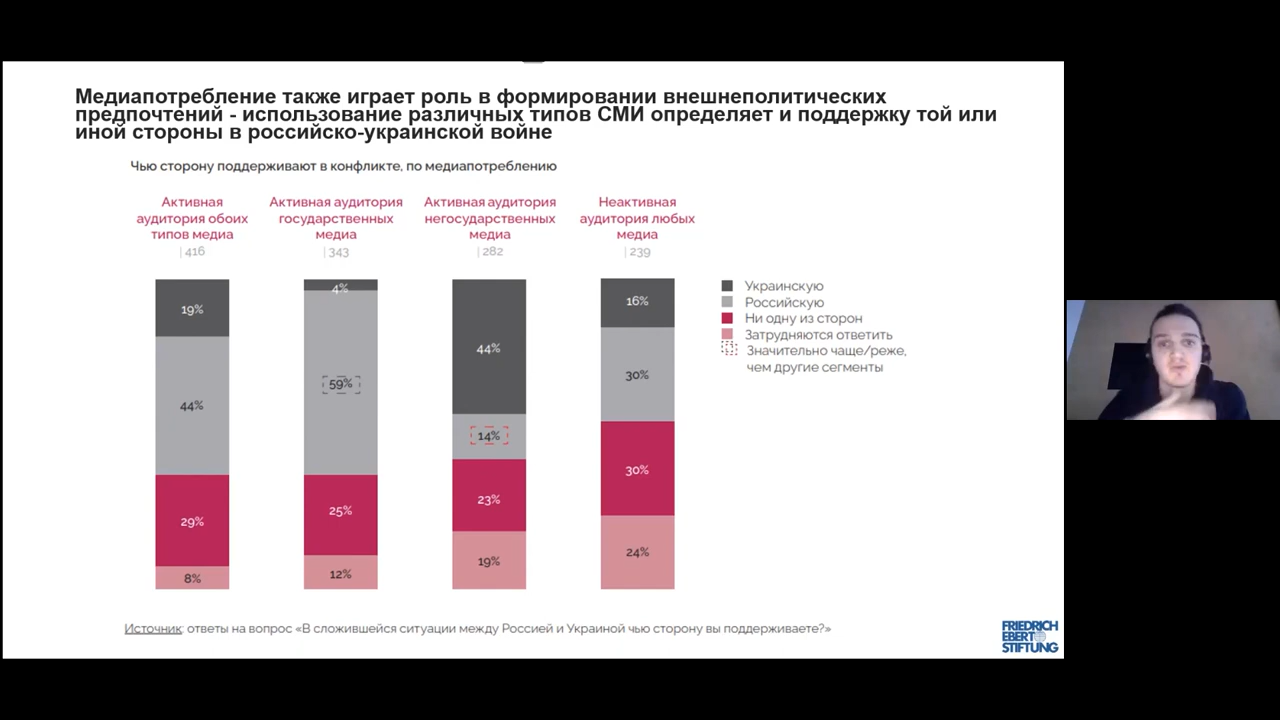 Медиапотребление также играет роль в формировании внешнеполитических
предпочтений - использование различных типов СМИ определяет и поддержку той или
иной стороны в российско-украинской войне
Чью сторону поддерживают в конфликте, по медиапотреблению
Активная
аудитория обоих
типов медиа
| 416
Активная аудитория
государственных
медиа
| 343
Активная аудитория
негосударственных
медиа
| 282
Неактивная
аудитория любых
медиа
| 239
19%
44%
29%
8%
4%
59%
25%
12%
44%
14%
23%
19%
16%
30%
30%
24%
Украинскую
Российскую
Ни одну из сторон
Затрудняются ответить
Значительно чаще/реже,
чем другие сегменты
Источник: ответы на вопрос «В сложившейся ситуации между Россией и Украиной чью сторону вы поддерживаете?»
FRIEDRICH
EBERT
STIFTUNG